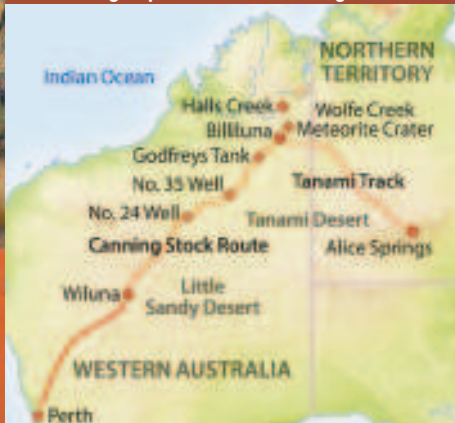 NORTHERN
TERRITORY
Indian Ocean
Halls Creek
Wolfe Creek
Meteorite Crater
Billiluna
Godfreys Tank
No. 35 Well
Tanami Track
No. 24 Well
Tanami Desert
Canning Stock Route
Alice Springs
Wiluna
Little
Sandy Desert
WESTERN AUSTRALIA
Perth